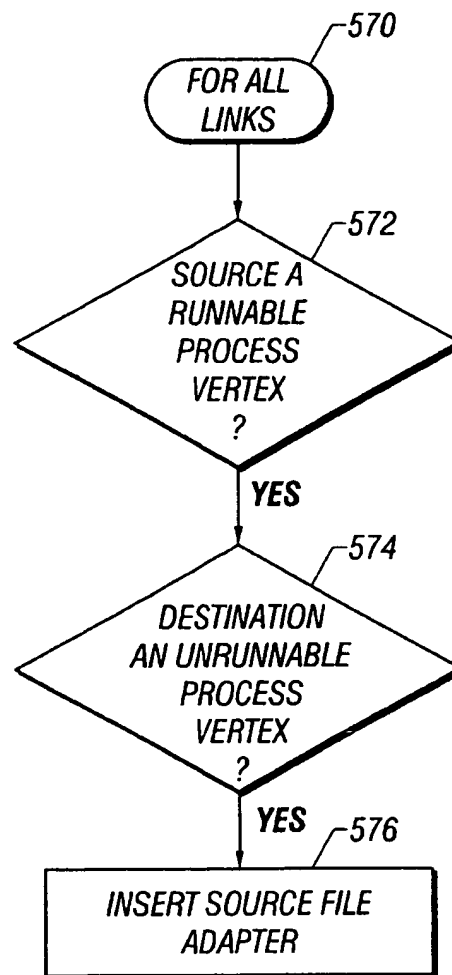 570
FOR ALL
LINKS
572
SOURCE A
RUNNABLE
PROCESS
VERTEX
?
YES
574
DESTINATION
AN UNRUNNABLE
PROCESS
VERTEX
?
YES
576
INSERT SOURCE FILE
ADAPTER